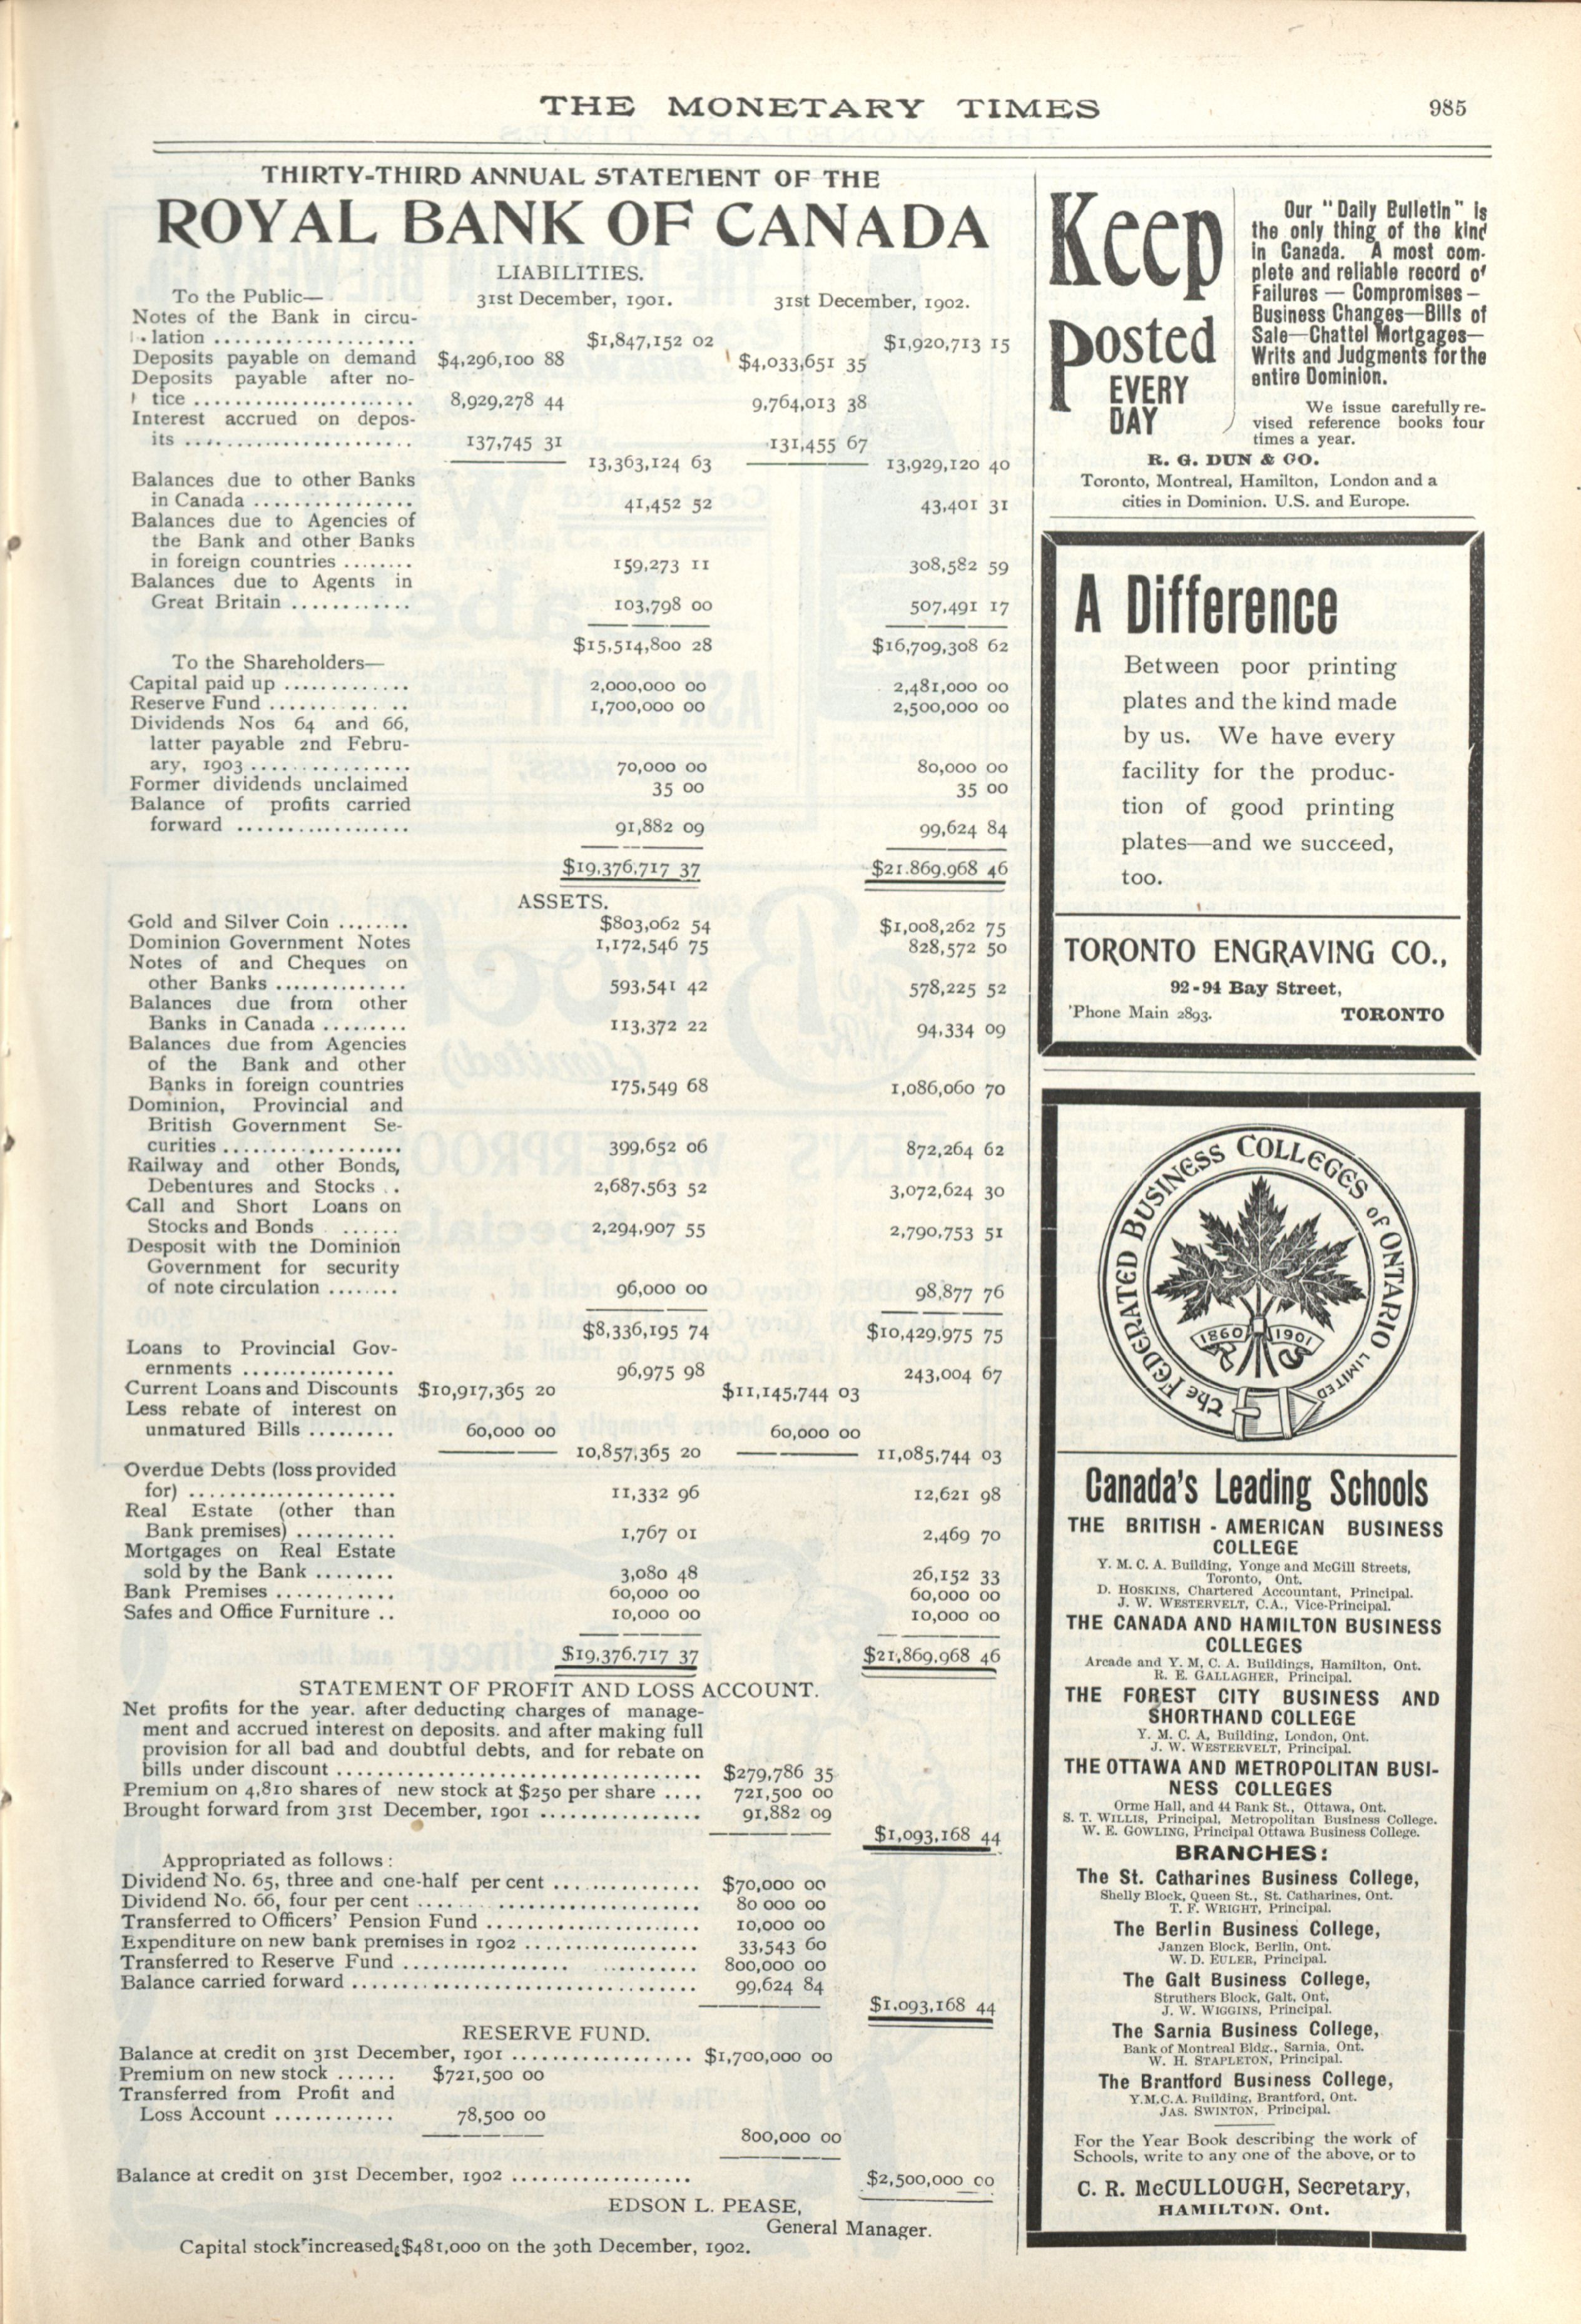 THE MONETARY TIMES 985
THIRTY-THIRD ANNUAL STATEMENT OF THE
ROYAL BANK OF CANADA
LIABILITIES.
To the Public— 31st December, 1901. 31st December, 1902.
Notes of the Bank in circu-
lation .................... $1,847,152 02 $1,920,713 15
Deposits payable on demand $4,296,100 88 $4,033,651 35
Deposits payable after no-
tice ...................... 8,929,278 44 9,764,013 38
Interest accrued on depos-
its ....................... 137,745 31 131,455 67
13,363,124 63 13,929,120 40
Balances due to other Banks
in Canada ................ 41,452 52 43,401 31
Balances due to Agencies of
the Bank and other Banks
in foreign countries ........ 159,273 11 308,582 59
Balances due to Agents in
Great Britain ............ 103,798 00 507,491 17
$15,514,800 28 $16,709,308 62
To the Shareholders—
Capital paid up ............. 2,000,000 00 2,481,000 00
Reserve Fund .............. 1,700,000 00 2,500,000 00
Dividends Nos 64 and 66,
latter payable 2nd Febru-
ary, 1903 ................ 70,000 00 80,000 00
Former dividends unclaimed 35 00 35 00
Balance of profits carried
forward .................. 91,882 09 99,624 84
$19,376,717 37 $21.869,968 46
ASSETS.
Gold and Silver Coin ........ $803,062 54 $1,008,262 75
Dominion Government Notes 1,172,546 75 828,572 50
Notes of and Cheques on
other Banks .............. 593,541 42 578,225 52
Balances due from other
Banks in Canada ......... 113,372 22 94,334 09
Balances due from Agencies
of the Bank and other
Banks in foreign countries 175,549 68 1,086,060 70
Dominion, Provincial and
British Government Se-
curities ................... 399,652 06 872,264 62
Railway and other Bonds,
Debentures and Stocks .. 2,687,563 52 3,072,624 30
Call and Short Loans on
Stocks and Bonds ...... 2,294,907 55 2,790,753 51
Desposit with the Dominion
Government for security
of note circulation ........ 96,000 00 98,877 76
$8,336,195 74 $10,429,975 75
Loans to Provincial Gov-
ernments ................ 96,975 98 243,004 67
Current Loans and Discounts $10,917,365 20 $11,145,744 03
Less rebate of interest on
unmatured Bills ......... 60,000 00 60,000 00
10,857,365 20 11,085,744 03
Overdue Debts (loss provided
for) ...................... 11,332 96 12,621 98
Real Estate (other than
Bank premises) .......... 1,767 01 2,469 70
Mortgages on Real Estate
sold by the Bank ........ 3,080 48 26,152 33
Bank Premises ............ 60,000 00 60,000 00
Safes and Office Furniture .. 10,000 00 10,000 00
$19,376,717 37 $21,869,968 46
STATEMENT OF PROFIT AND LOSS ACCOUNT.
Net profits for the year. after deducting charges of manage-
ment and accrued interest on deposits. and after making full
provision for all bad and doubtful debts, and for rebate on
bills under discount ...................................... $279,786 35
Premium on 4,810 shares of new stock at $250 per share .... 721,500 00
Brought forward from 31st December, 1901 ................ 91,882 09
$1,093,168 44
Appropriated as follows :
Dividend No. 65, three and one-half per cent ............... $70,000 00
Dividend No. 66, four per cent .......................... 80 000 00
Transferred to Officers' Pension Fund ..................... 10,000 00
Expenditure on new bank premises in 1902 ................. 33,543 60
Transferred to Reserve Fund ........................... 800,000 00
Balance carried forward ................................... 99,624 84
$1,093,168 44
RESERVE FUND.
Balance at credit on 31st December, 1901 .................. $1,700,000 00
Premium on new stock ...... $721,500 00
Transferred from Profit and
Loss Account ............ 78,500 00
800,000 00
Balance at credit on 31st December, 1902 .................. $2,500,000 00
EDSON L. PEASE,
General Manager.
Capital stock increased $481,000 on the 30th December, 1902.
Keep
Posted
EVERY
DAY
Our "Daily Bulletin" is
the only thing of the kind
in Canada. A most com-
plete and reliable record of
Failures — Compromises —
Business Changes—Bills of
Sale—Chattel Mortgages—
Writs and Judgments for the
entire Dominion.
We issue carefully re-
vised reference books four
times a year.
R. G. DUN & CO.
Toronto, Montreal, Hamilton, London and a
cities in Dominion. U.S. and Europe.
A Difference
Between poor printing
plates and the kind made
by us. We have every
facility for the produc-
tion of good printing
plates—and we succeed,
too.
TORONTO ENGRAVING CO.,
92-94 Bay Street,
'Phone Main 2893. TORONTO
The FEDERATED BUSINESS COLLEGES of ONTARIO LIMITED
1860 1901
Canada's Leading Schools
THE BRITISH - AMERICAN BUSINESS
COLLEGE
Y. M. C. A. Building, Yonge and McGill Streets,
Toronto, Ont.
D. HOSKINS, Chartered Accountant, Principal.
J. W. WESTERVELT, C.A., Vice-Principal.
THE CANADA AND HAMILTON BUSINESS
COLLEGES
Arcade and Y. M, C. A. Buildings, Hamilton, Ont.
R. E. GALLAGHER, Principal.
THE FOREST CITY BUSINESS AND
SHORTHAND COLLEGE
Y. M. C. A, Building, London, Ont.
J. W. WESTERVELT, Principal.
THE OTTAWA AND METROPOLITAN BUSI-
NESS COLLEGES
Orme Hall, and 44 Bank St., Ottawa, Ont.
S. T. WILLIS, Principal, Metropolitan Business College.
W. E. GOWLING, Principal Ottawa Business College.
BRANCHES:
The St. Catharines Business College,
Shelly Block, Queen St., St. Catharines, Ont.
T. F. WRIGHT, Principal.
The Berlin Business College,
Janzen Block, Berlin, Ont.
W. D. EULER, Principal.
The Galt Business College,
Struthers Block, Galt, Ont,
J. W. WIGGINS, Principal.
The Sarnia Business College,
Bank of Montreal Bldg., Sarnia, Ont.
W. H. STAPLETON, Principal.
The Brantford Business College,
Y.M.C.A. Building, Brantford, Ont.
JAS. SWINTON, Principal.
For the Year Book describing the work of
Schools, write to any one of the above, or to
C. R. McCULLOUGH, Secretary,
HAMILTON. Ont.